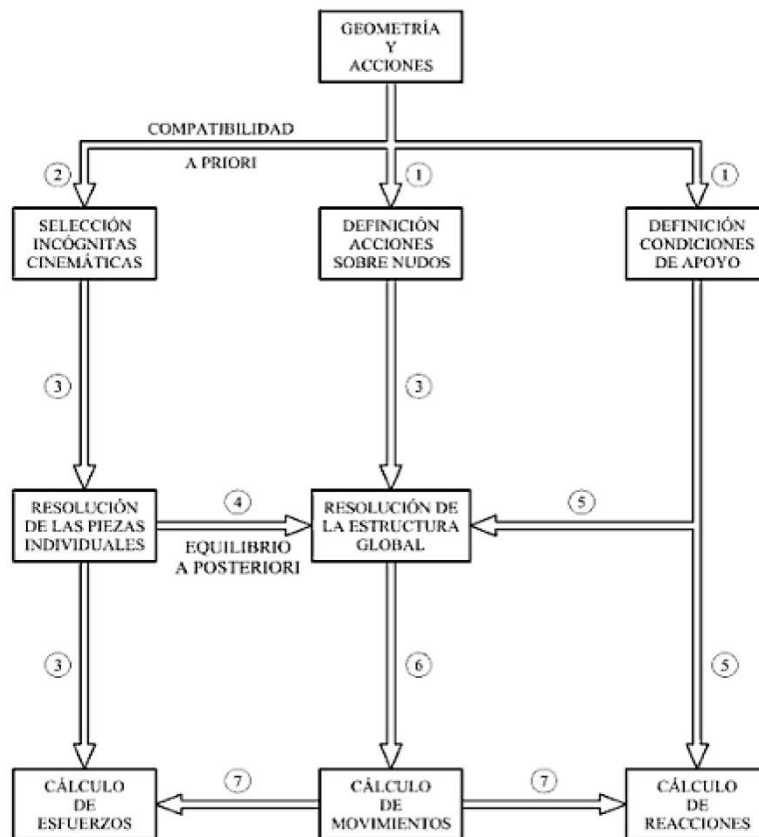 GEOMETRÍA
Y
ACCIONES
COMPATIBILIDAD
A PRIORI
2
1
1
SELECCIÓN
INCÓGNITAS
CINEMÁTICAS
DEFINICIÓN
ACCIONES
SOBRE NUDOS
DEFINICIÓN
CONDICIONES
DE APOYO
3
3
RESOLUCIÓN
DE LAS PIEZAS
INDIVIDUALES
4
EQUILIBRIO
A POSTERIORI
RESOLUCIÓN DE
LA ESTRUCTURA
GLOBAL
5
3
6
5
CÁLCULO
DE
ESFUERZOS
7
CÁLCULO
DE
MOVIMIENTOS
7
CÁLCULO
DE
REACCIONES